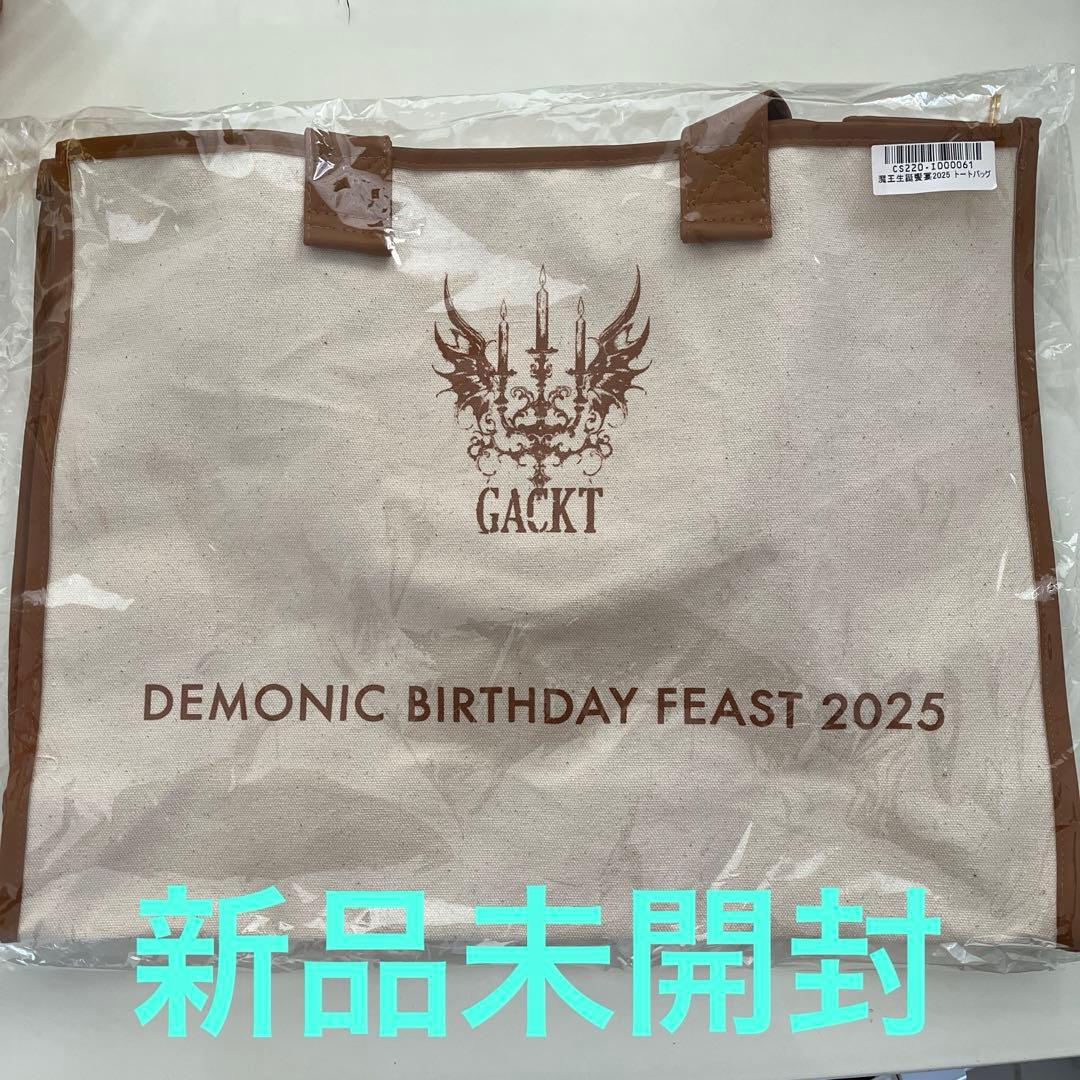 CS220-I000061
魔王生誕饗宴2025 トートバッグ
GACKT
DEMONIC BIRTHDAY FEAST 2025
新品未開封